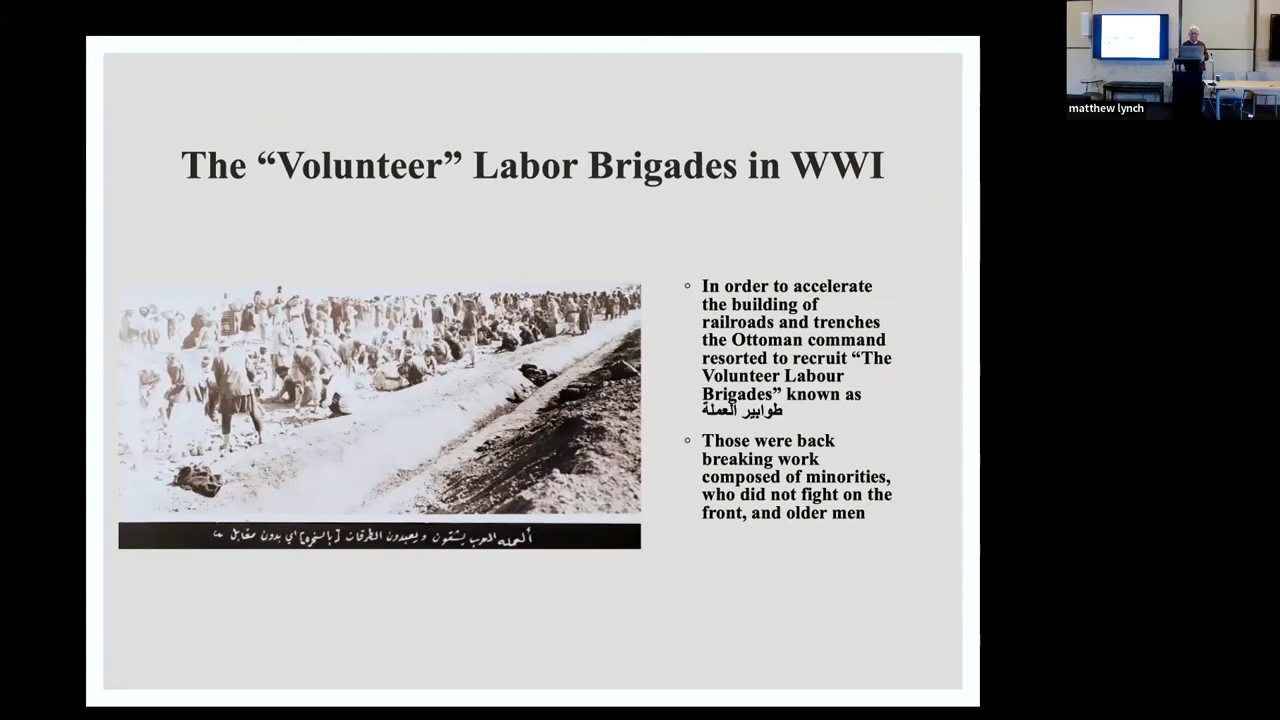 The “Volunteer” Labor Brigades in WWI
In order to accelerate
the building of
railroads and trenches
the Ottoman command
resorted to recruit “The
Volunteer Labour
Brigades” known as
طوابير العملة
Those were back
breaking work
composed of minorities,
who did not fight on the
front, and older men
ألعمله العرب يشقون ويعبدون الطرقات [بالسخره] اي بدون مقابل
matthew lynch